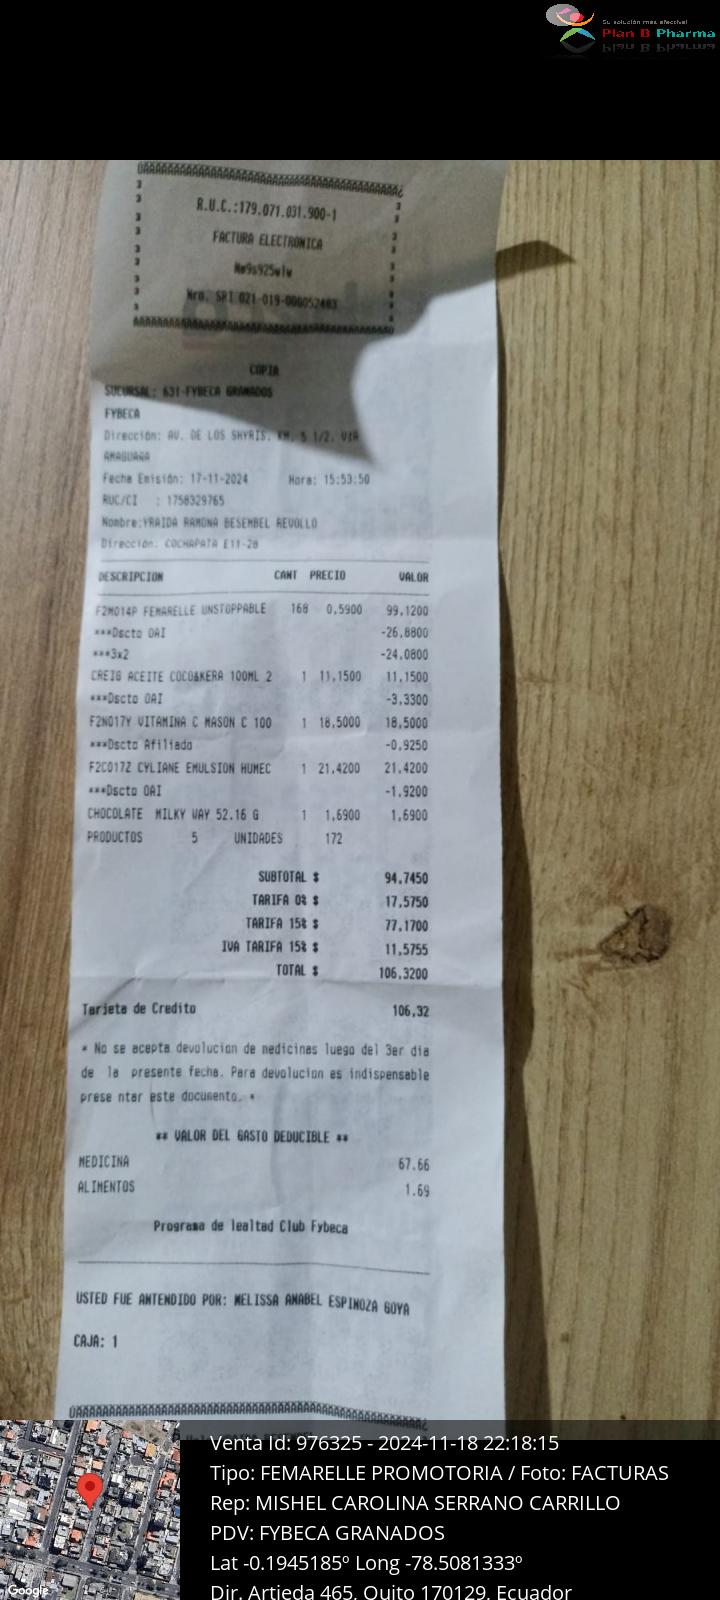 Su solución más efectiva!
Plan B Pharma
R.U.C.:179.071.031.900-1
FACTURA ELECTRONICA
Nro. SRI 021-019-000052483
COPIA
SUCURSAL: 631-FYBECA GRANADOS
FYBECA
Dirección: AV. DE LOS SHYRIS, KM. 5 1/2, VIA
AMAGUAÑA
Fecha Emisión: 17-11-2024 Hora: 15:53:50
RUC/CI : 1758329765
Nombre:YRAIDA RAMONA BESEMBEL REVOLLO
Dirección: COCHAPATA E11-28
DESCRIPCION CANT PRECIO VALOR
F2M014P FEMARELLE UNSTOPPABLE 168 0,5900 99,1200
***Dscto OAI -26,8800
***3x2 -24,0800
CREIG ACEITE COCO&KERA 100ML 2 1 11,1500 11,1500
***Dscto OAI -3,3300
F2N017Y VITAMINA C MASON C 100 1 18,5000 18,5000
***Dscto Afiliado -0,9250
F2C017Z CYLIANE EMULSION HUMEC 1 21,4200 21,4200
***Dscto OAI -1,9200
CHOCOLATE MILKY WAY 52.16 G 1 1,6900 1,6900
PRODUCTOS 5 UNIDADES 172
SUBTOTAL $ 94,7450
TARIFA 0% $ 17,5750
TARIFA 15% $ 77,1700
IVA TARIFA 15% $ 11,5755
TOTAL $ 106,3200
Tarjeta de Credito 106,32
* No se acepta devolucion de medicinas luego del 3er dia
de la presente fecha. Para devolucion es indispensable
prese ntar este documento. *
** VALOR DEL GASTO DEDUCIBLE **
MEDICINA 67.66
ALIMENTOS 1.69
Programa de lealtad Club Fybeca
USTED FUE ANTENDIDO POR: MELISSA ANABEL ESPINOZA GOYA
CAJA: 1
Venta Id: 976325 - 2024-11-18 22:18:15
Tipo: FEMARELLE PROMOTORIA / Foto: FACTURAS
Rep: MISHEL CAROLINA SERRANO CARRILLO
PDV: FYBECA GRANADOS
Lat -0.1945185º Long -78.5081333º
Dir. Artieda 465, Quito 170129, Ecuador
Google